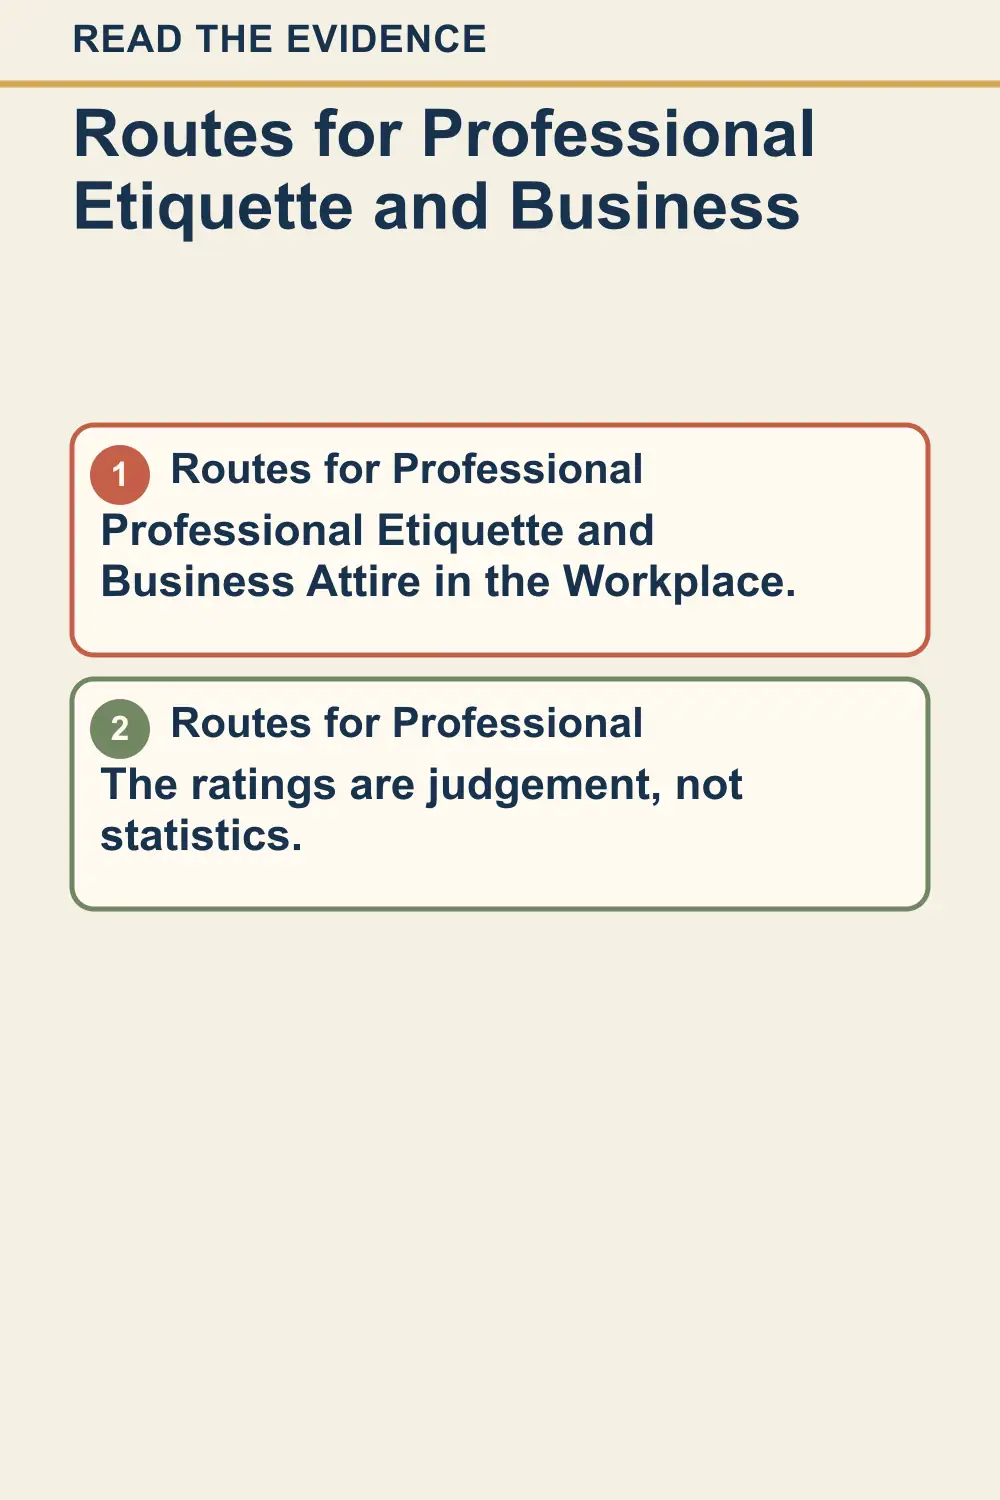 READ THE EVIDENCE
Routes for Professional
Etiquette and Business
1 Routes for Professional
Professional Etiquette and
Business Attire in the Workplace.
2 Routes for Professional
The ratings are judgement, not
statistics.